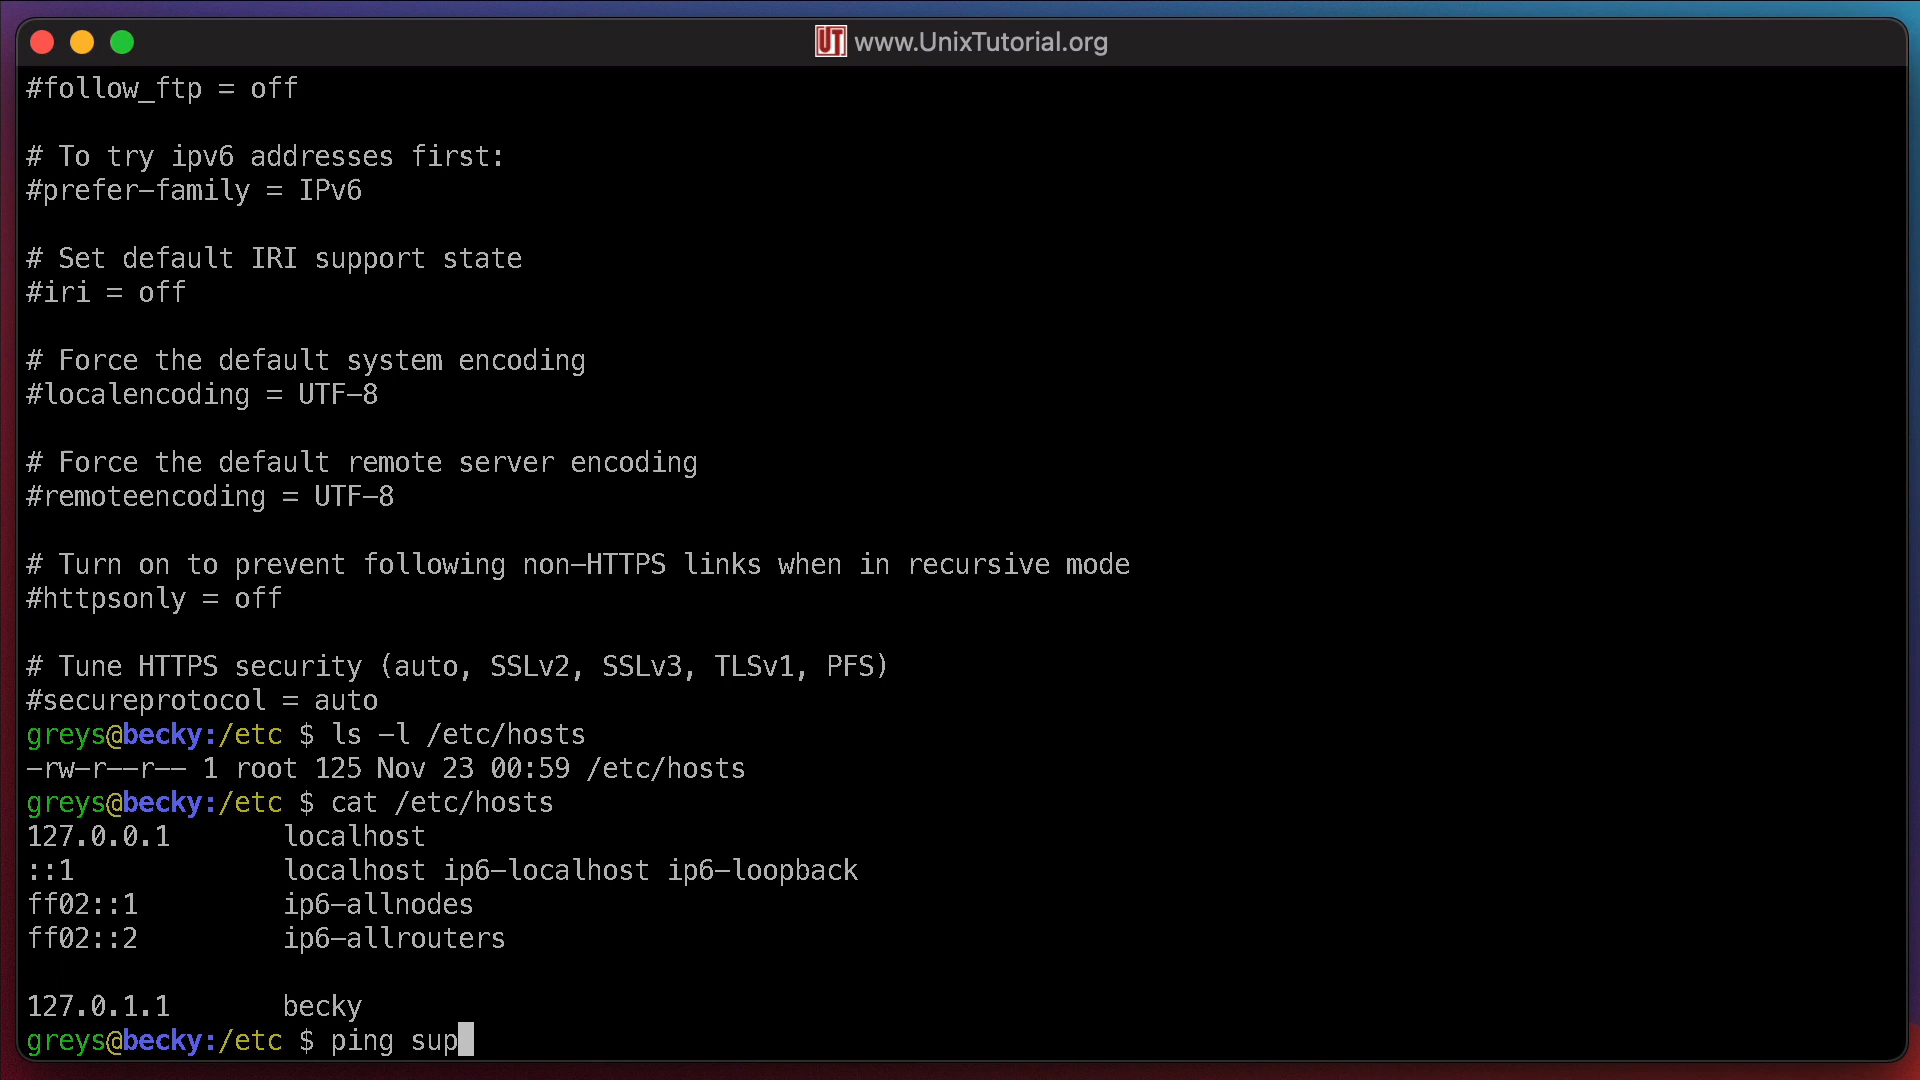 UT www.UnixTutorial.org
#follow_ftp = off
# To try ipv6 addresses first:
#prefer-family = IPv6
# Set default IRI support state
#iri = off
# Force the default system encoding
#localencoding = UTF-8
# Force the default remote server encoding
#remoteencoding = UTF-8
# Turn on to prevent following non-HTTPS links when in recursive mode
#httpsonly = off
# Tune HTTPS security (auto, SSLv2, SSLv3, TLSv1, PFS)
#secureprotocol = auto
greys@becky:/etc $ ls -l /etc/hosts
-rw-r--r-- 1 root 125 Nov 23 00:59 /etc/hosts
greys@becky:/etc $ cat /etc/hosts
127.0.0.1       localhost
::1             localhost ip6-localhost ip6-loopback
ff02::1         ip6-allnodes
ff02::2         ip6-allrouters
127.0.1.1       becky
greys@becky:/etc $ ping sup